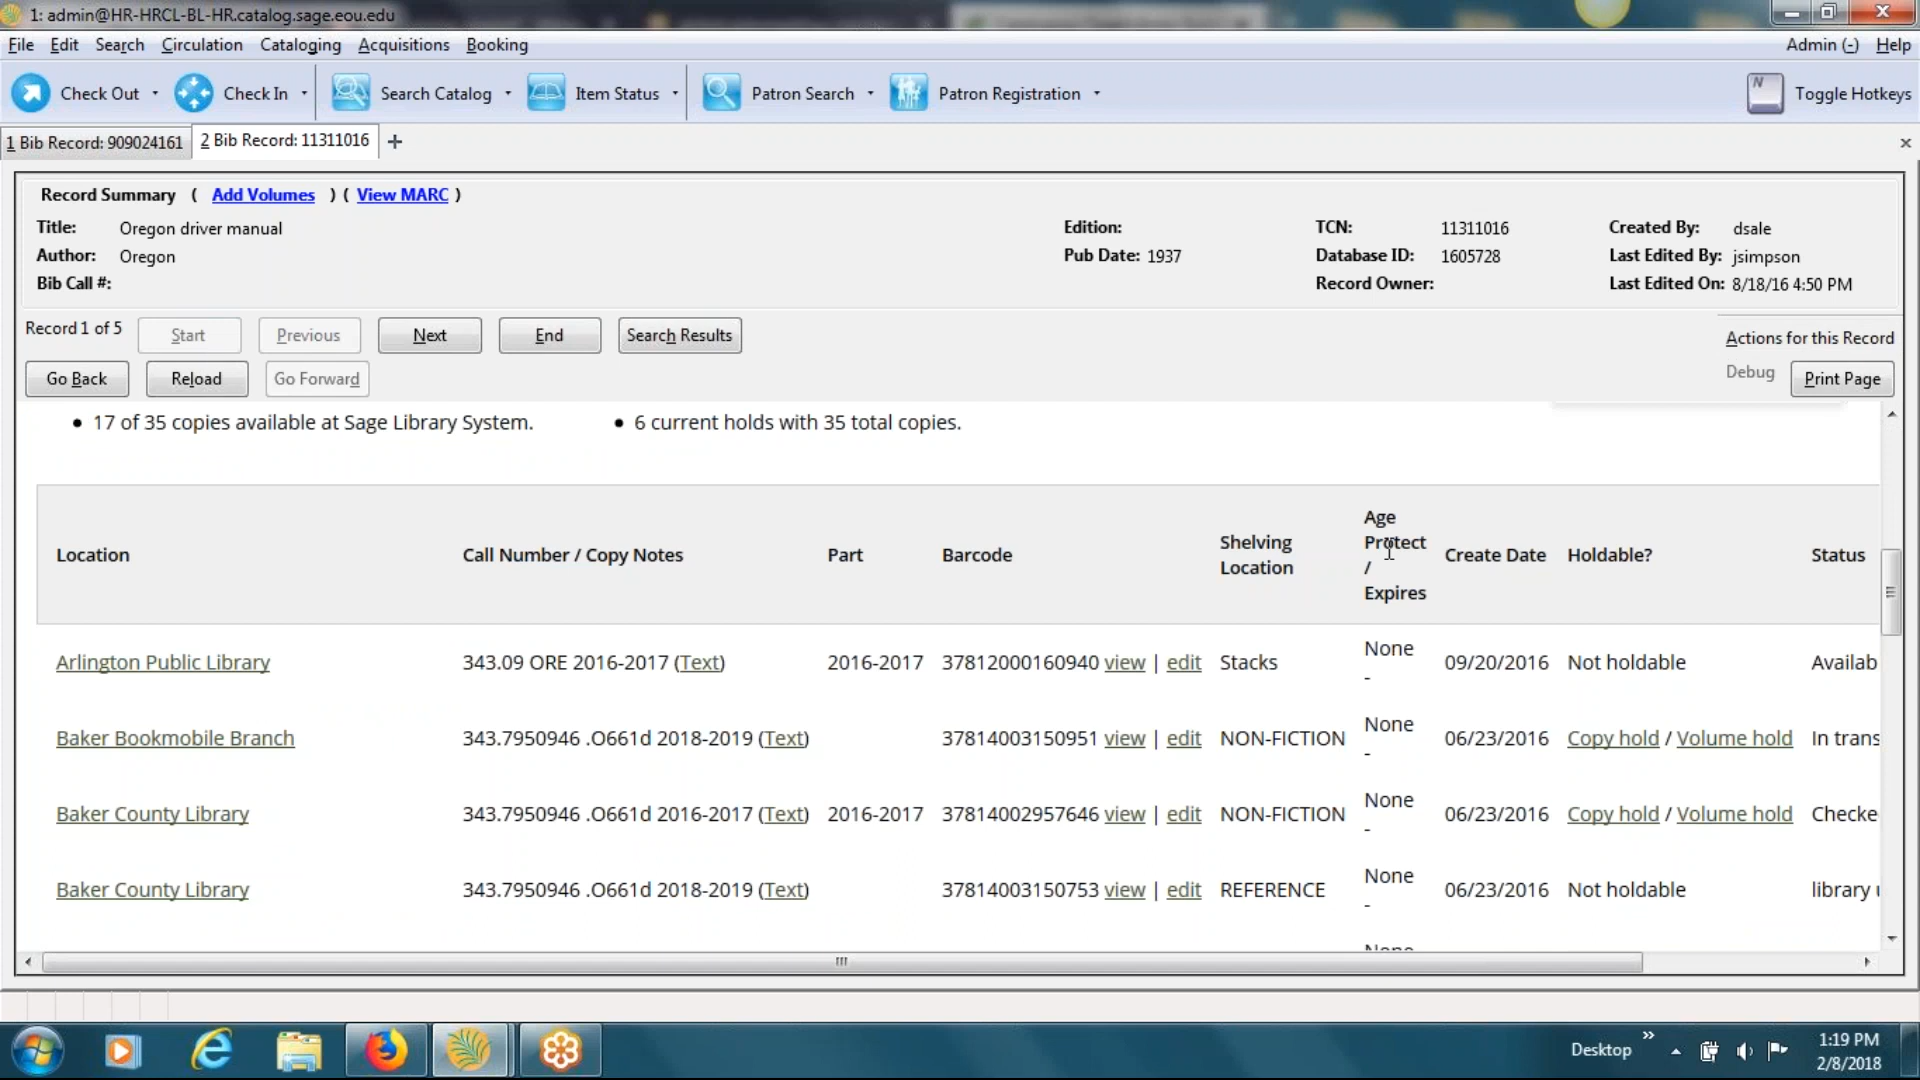 1: admin@HR-HRCL-BL-HR.catalog.sage.eou.edu
File Edit Search Circulation Cataloging Acquisitions Booking Admin (-) Help
Check Out Check In Search Catalog Item Status Patron Search Patron Registration N Toggle Hotkeys
1 Bib Record: 909024161 2 Bib Record: 11311016 +
Record Summary ( Add Volumes ) ( View MARC )
Title: Oregon driver manual Edition: TCN: 11311016 Created By: dsale
Author: Oregon Pub Date: 1937 Database ID: 1605728 Last Edited By: jsimpson
Bib Call #: Record Owner: Last Edited On: 8/18/16 4:50 PM
Record 1 of 5 Start Previous Next End Search Results Actions for this Record
Go Back Reload Go Forward Debug Print Page
• 17 of 35 copies available at Sage Library System. • 6 current holds with 35 total copies.
Location Call Number / Copy Notes Part Barcode Shelving Location Age Protect / Expires Create Date Holdable? Status
Arlington Public Library 343.09 ORE 2016-2017 (Text) 2016-2017 37812000160940 view | edit Stacks None - 09/20/2016 Not holdable Availab
Baker Bookmobile Branch 343.7950946 .O661d 2018-2019 (Text) 37814003150951 view | edit NON-FICTION None - 06/23/2016 Copy hold / Volume hold In trans
Baker County Library 343.7950946 .O661d 2016-2017 (Text) 2016-2017 37814002957646 view | edit NON-FICTION None - 06/23/2016 Copy hold / Volume hold Checke
Baker County Library 343.7950946 .O661d 2018-2019 (Text) 37814003150753 view | edit REFERENCE None - 06/23/2016 Not holdable library
None
Desktop 1:19 PM
2/8/2018